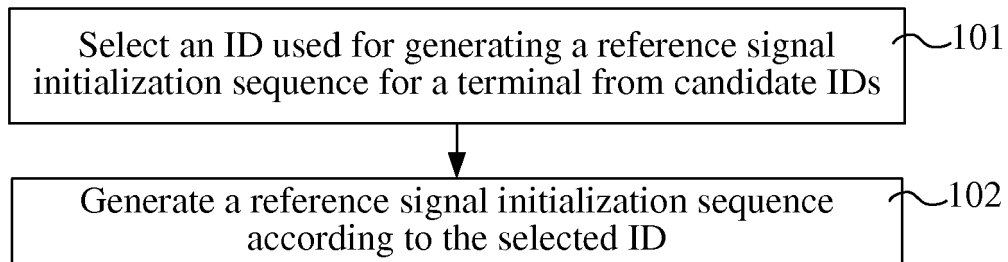 Select an ID used for generating a reference signal
initialization sequence for a terminal from candidate IDs
101
Generate a reference signal initialization sequence
according to the selected ID
102